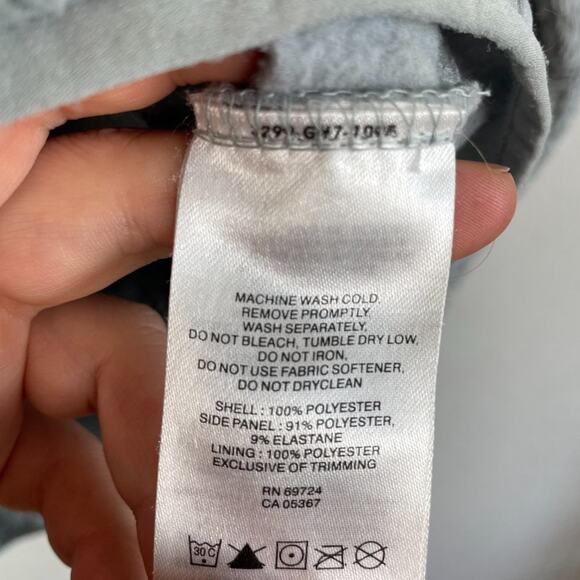 MACHINE WASH COLD,
REMOVE PROMPTLY,
WASH SEPARATELY,
DO NOT BLEACH, TUMBLE DRY LOW,
DO NOT IRON,
DO NOT USE FABRIC SOFTENER,
DO NOT DRYCLEAN
SHELL : 100% POLYESTER
SIDE PANEL : 91% POLYESTER,
9% ELASTANE
LINING : 100% POLYESTER
EXCLUSIVE OF TRIMMING
RN 69724
CA 05367
30 C